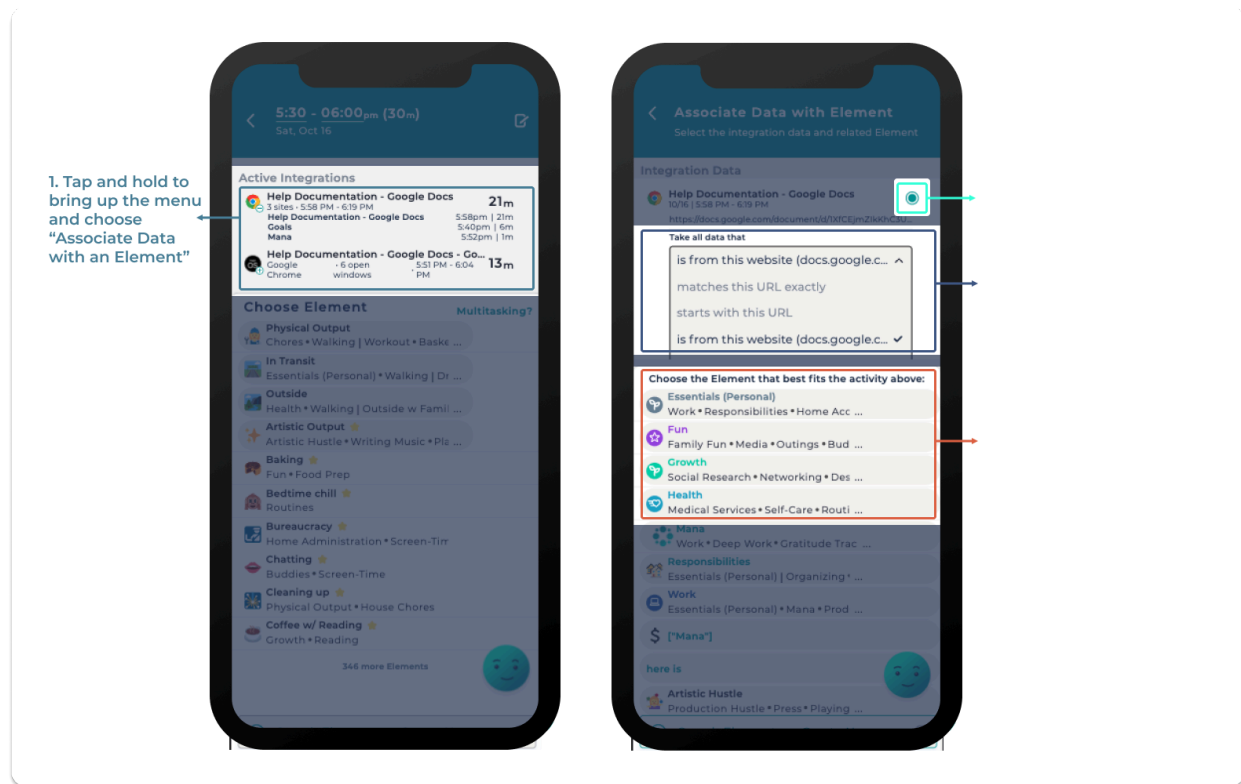 1. Tap and hold to
bring up the menu
and choose
“Associate Data
with an Element”
5:30 - 06:00pm (30m)
Sat, Oct 16
Active Integrations
Help Documentation - Google Docs 21m
3 sites • 5:58 PM - 6:19 PM
Help Documentation - Google Docs 5:58pm | 21m
Goals 5:40pm | 6m
Mana 5:52pm | 1m
Help Documentation - Google Docs - Go... 13m
Google Chrome • 6 open windows • 5:51 PM - 6:04 PM
Choose Element
Multitasking?
Physical Output
Chores • Walking | Workout • Baske ...
In Transit
Essentials (Personal) • Walking | Dr ...
Outside
Health • Walking | Outside w Famil ...
Artistic Output
Artistic Hustle • Writing Music • Pla ...
Baking
Fun • Food Prep
Bedtime chill
Routines
Bureaucracy
Home Administration • Screen-Tim
Chatting
Buddies • Screen-Time
Cleaning up
Physical Output • House Chores
Coffee w/ Reading
Growth • Reading
346 more Elements
Associate Data with Element
Select the integration data and related Element
Integration Data
Help Documentation - Google Docs
10/16 | 5:58 PM - 6:19 PM
Take all data that
is from this website (docs.google.c...
matches this URL exactly
starts with this URL
is from this website (docs.google.c...
Choose the Element that best fits the activity above:
Essentials (Personal)
Work • Responsibilities • Home Acc ...
Fun
Family Fun • Media • Outings • Bud ...
Growth
Social Research • Networking • Des ...
Health
Medical Services • Self-Care • Routi ...
Mana
Work • Deep Work • Gratitude Trac ...
Responsibilities
Essentials (Personal) | Organizing • ...
Work
Essentials (Personal) • Mana • Prod ...
$ ["Mana"]
here is
Artistic Hustle
Production Hustle • Press • Playing ...